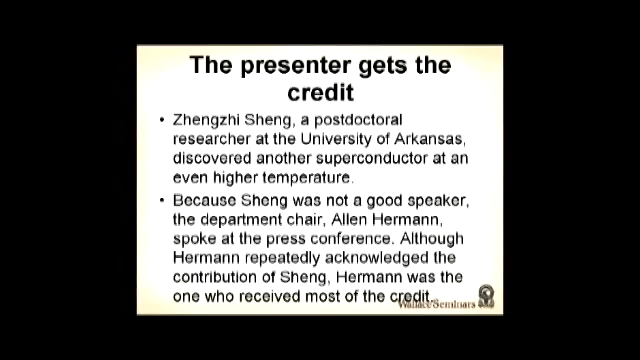 The presenter gets the
credit
• Zhengzhi Sheng, a postdoctoral
researcher at the University of Arkansas,
discovered another superconductor at an
even higher temperature.
• Because Sheng was not a good speaker,
the department chair, Allen Hermann,
spoke at the press conference. Although
Hermann repeatedly acknowledged the
contribution of Sheng, Hermann was the
one who received most of the credit.
Wallace Seminars